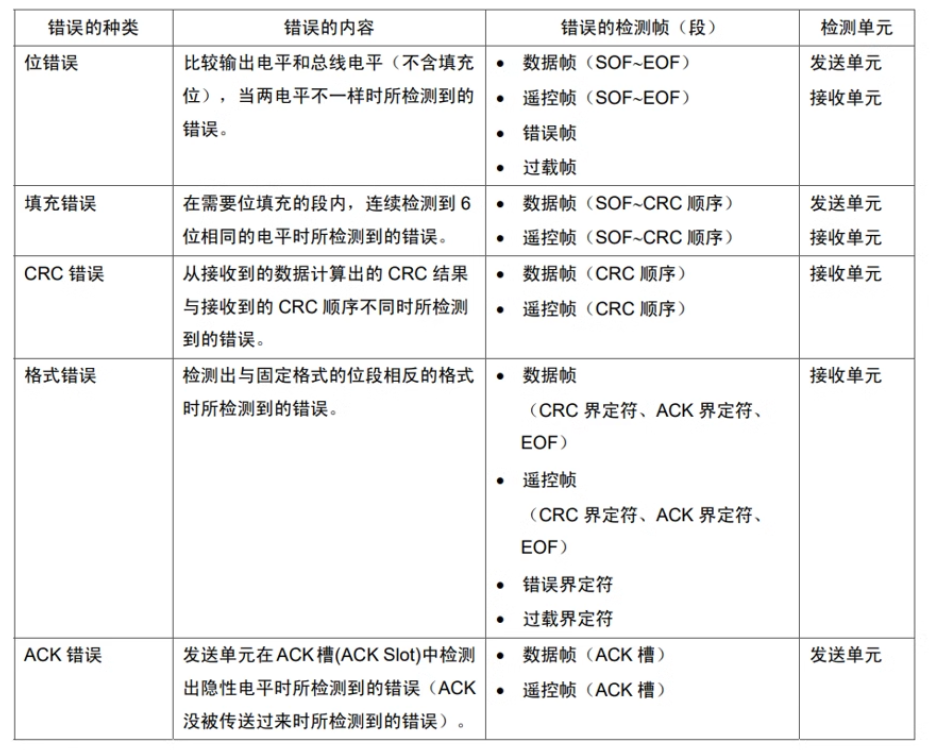 错误的种类 错误的内容 错误的检测帧（段） 检测单元
位错误
比较输出电平和总线电平（不含填充
位），当两电平不一样时所检测到的
错误。
• 数据帧（SOF~EOF）
• 遥控帧（SOF~EOF）
• 错误帧
• 过载帧
发送单元
接收单元
填充错误
在需要位填充的段内，连续检测到 6
位相同的电平时所检测到的错误。
• 数据帧（SOF~CRC 顺序）
• 遥控帧（SOF~CRC 顺序）
发送单元
接收单元
CRC 错误
从接收到的数据计算出的 CRC 结果
与接收到的 CRC 顺序不同时所检测
到的错误。
• 数据帧（CRC 顺序）
• 遥控帧（CRC 顺序）
接收单元
格式错误
检测出与固定格式的位段相反的格式
时所检测到的错误。
• 数据帧
（CRC 界定符、ACK 界定符、
EOF）
• 遥控帧
（CRC 界定符、ACK 界定符、
EOF）
• 错误界定符
• 过载界定符
接收单元
ACK 错误
发送单元在 ACK 槽(ACK Slot)中检测
出隐性电平时所检测到的错误（ACK
没被传送过来时所检测到的错误）。
• 数据帧（ACK 槽）
• 遥控帧（ACK 槽）
发送单元